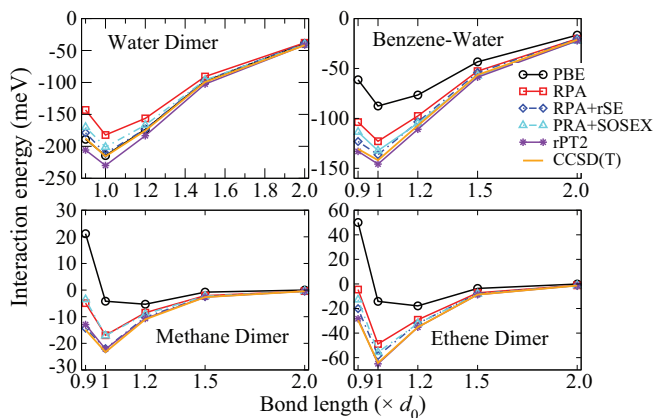 Interaction energy (meV)
Water Dimer
0
-50
-100
-150
-200
-250
0.9 1.0 1.2 1.4 1.6 1.8 2.0
Benzene-Water
0
-50
-100
-150
0.9 1 1.2 1.5 2.0
PBE
RPA
RPA+rSE
PRA+SOSEX
rPT2
CCSD(T)
Methane Dimer
30
20
10
0
-10
-20
-30
0.9 1 1.2 1.5 2.0
Ethene Dimer
60
40
20
0
-20
-40
-60
0.9 1 1.2 1.5 2.0
Bond length (× d₀)